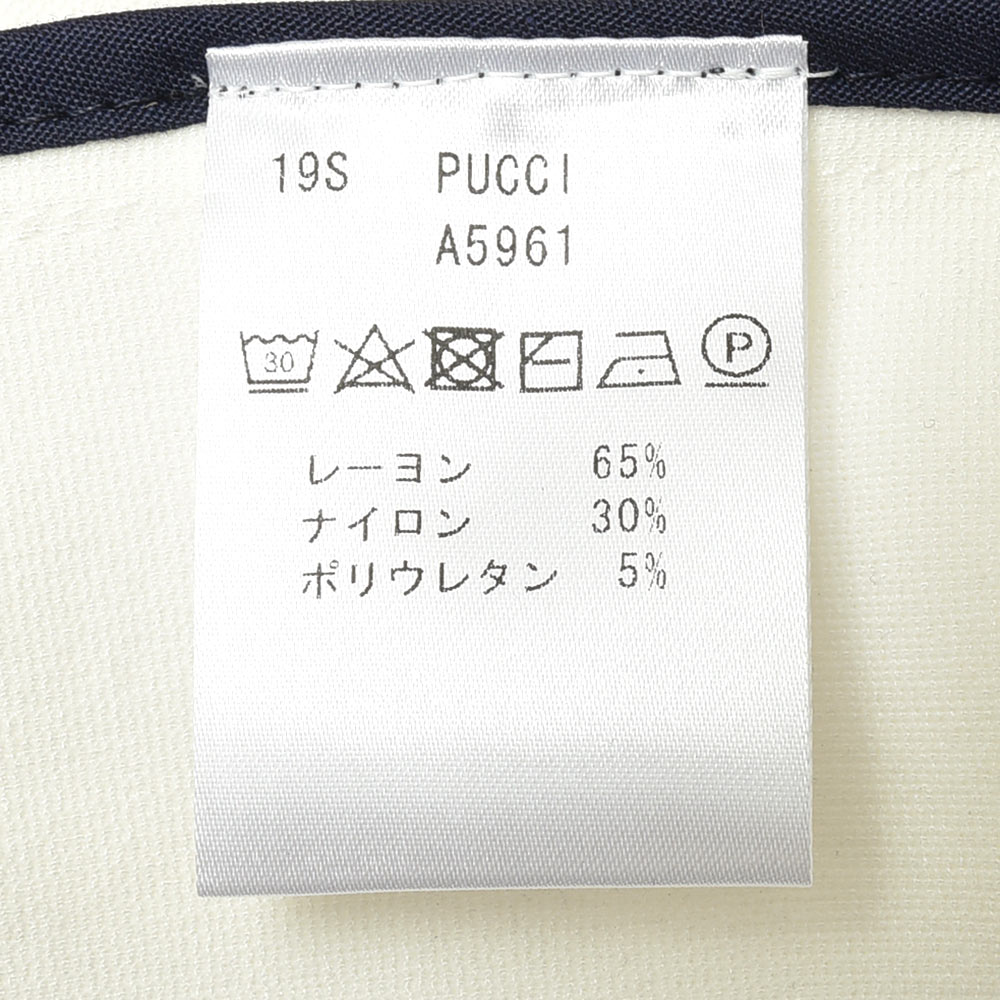 19S PUCCI
A5961
30 P
レーヨン 65%
ナイロン 30%
ポリウレタン 5%